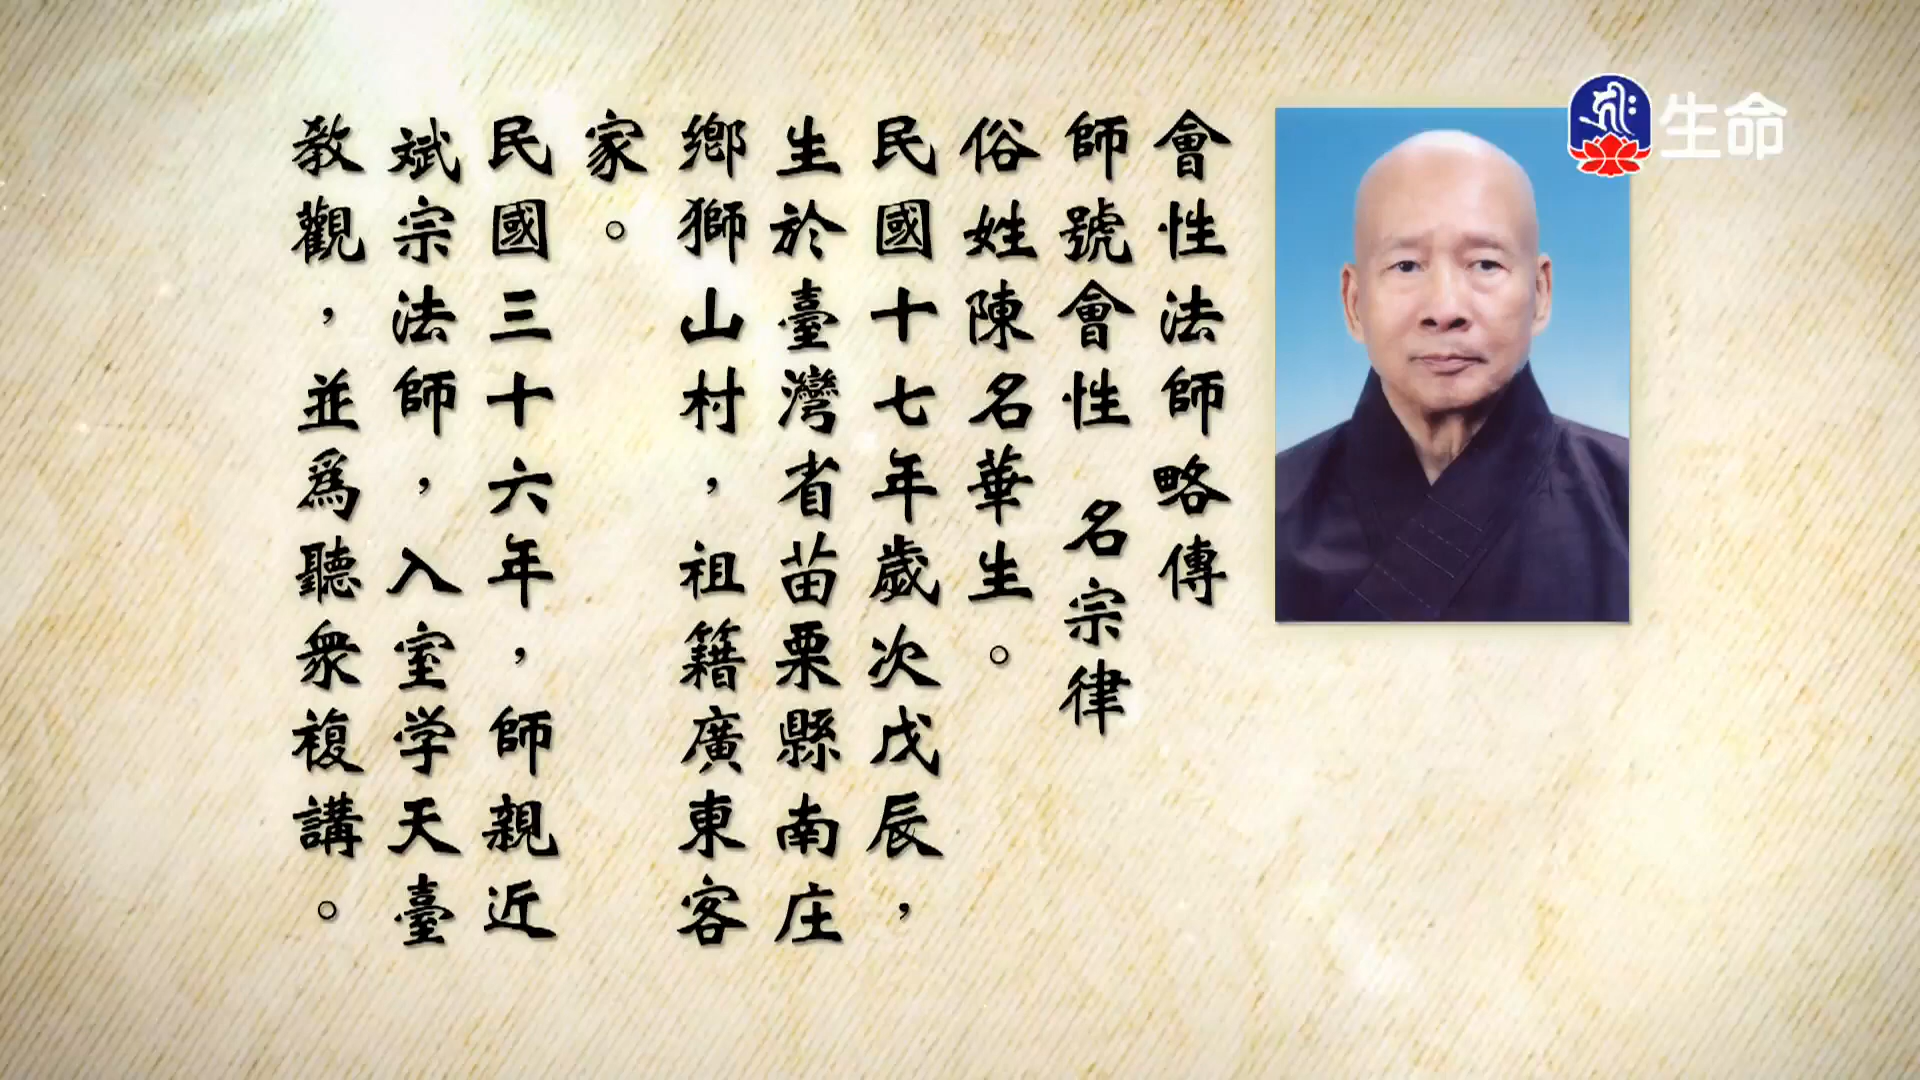 會性法師略傳
師號會性 名宗律
俗姓陳名華生。
民國十七年歲次戊辰，
生於臺灣省苗栗縣南庄
鄉獅山村，祖籍廣東客
家。
民國三十六年，師親近
斌宗法師，入室学天臺
教觀，並為聽眾複講。
生命